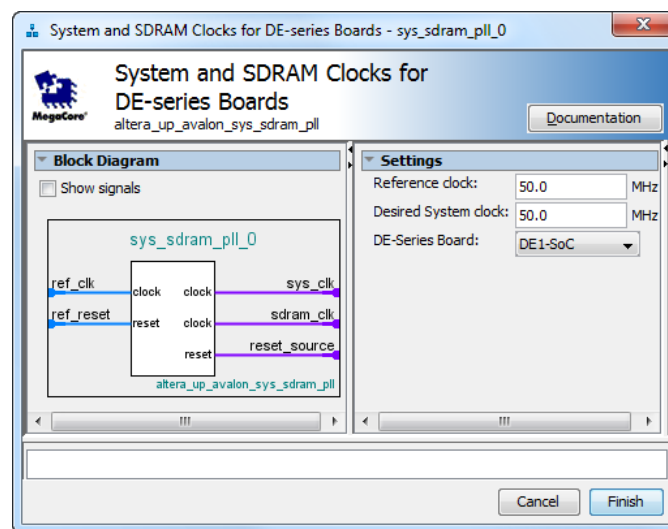 System and SDRAM Clocks for DE-series Boards - sys_sdram_pll_0
System and SDRAM Clocks for
DE-series Boards
altera_up_avalon_sys_sdram_pll
MegaCore®
Documentation
Block Diagram
Show signals
sys_sdram_pll_0
ref_clk clock clock sys_clk
ref_reset reset clock sdram_clk
reset reset_source
altera_up_avalon_sys_sdram_pll
Settings
Reference clock: 50.0 MHz
Desired System clock: 50.0 MHz
DE-Series Board: DE1-SoC
Cancel Finish